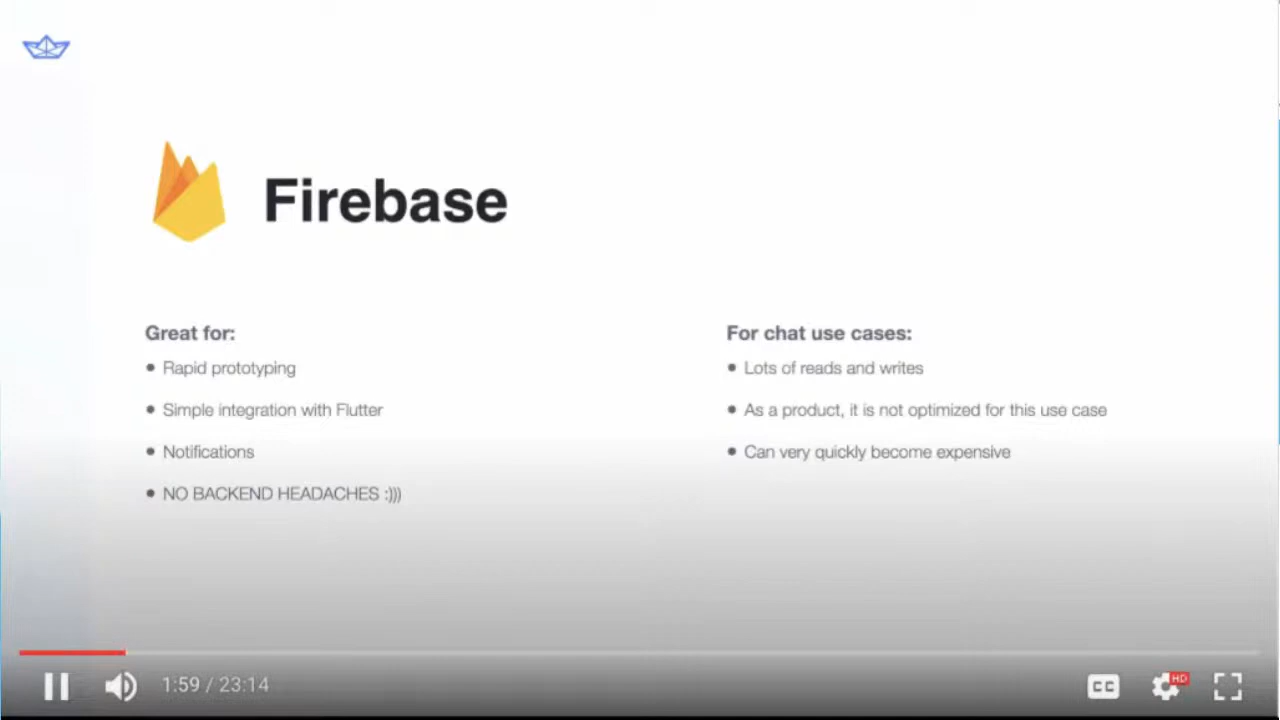 Firebase
Great for:
• Rapid prototyping
• Simple integration with Flutter
• Notifications
• NO BACKEND HEADACHES :)))
For chat use cases:
• Lots of reads and writes
• As a product, it is not optimized for this use case
• Can very quickly become expensive
1:59 / 23:14
CC
HD